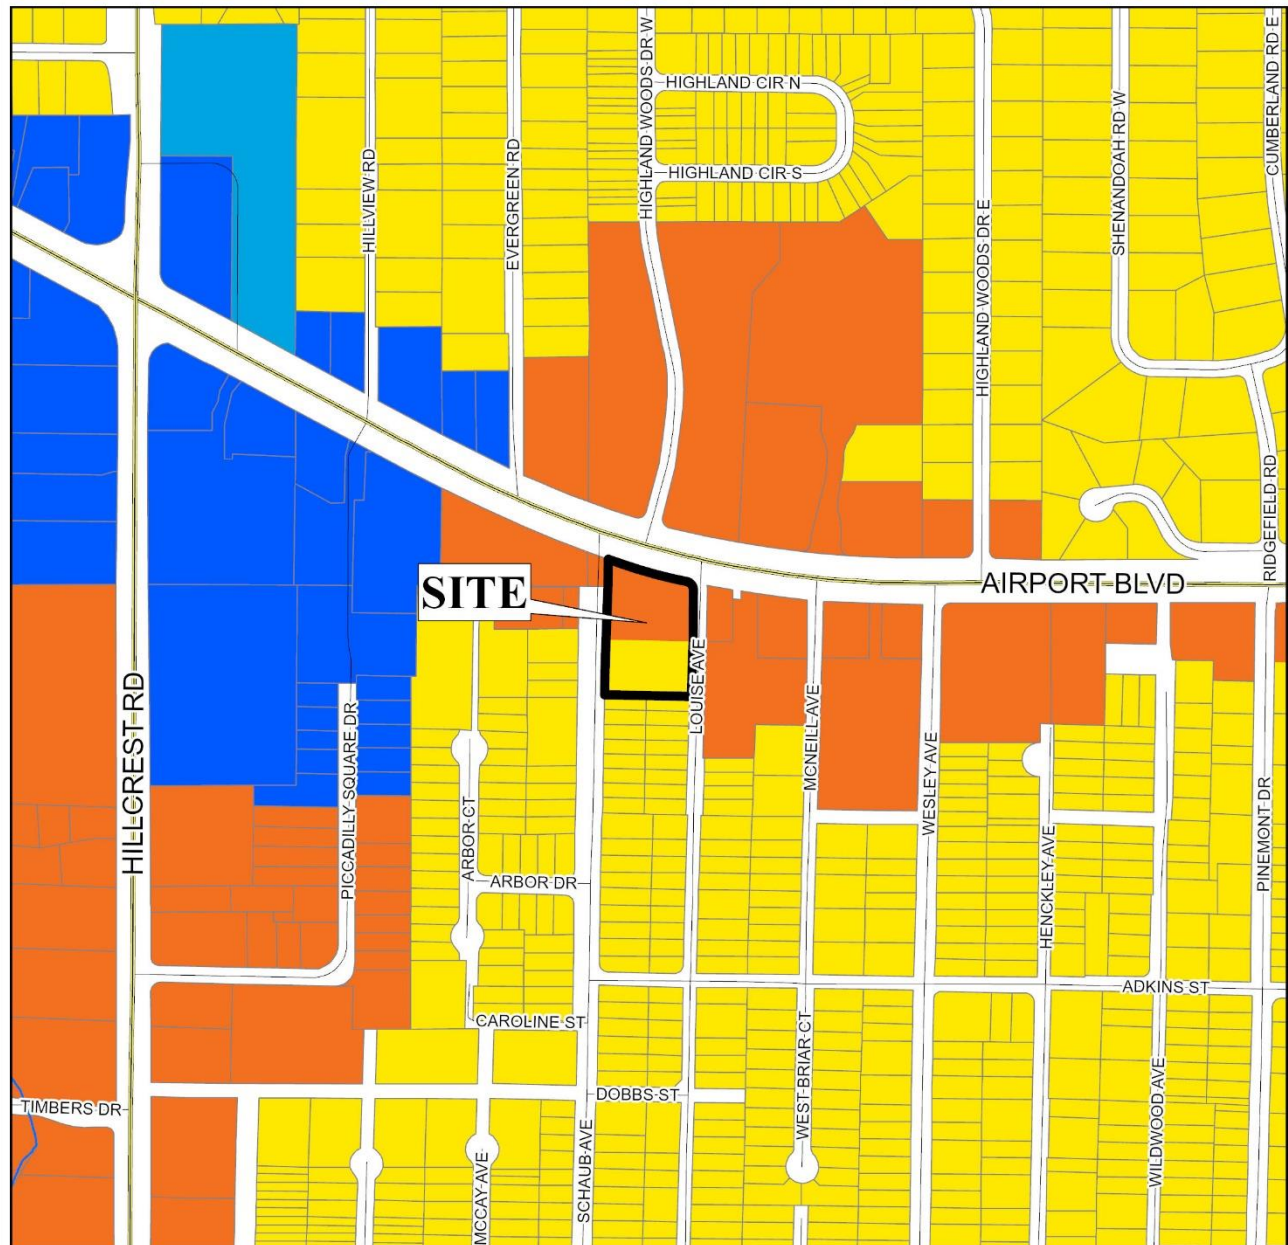 HIGHLAND WOODS DR W
HIGHLAND CIR N
HIGHLAND CIR S
HILLVIEW RD
EVERGREEN RD
HIGHLAND WOODS DR E
SHENANDOAH RD W
CUMBERLAND RD E
RIDGEFIELD RD
AIRPORT BLVD
SITE
LOUISE AVE
MCNEILL AVE
WESLEY AVE
HENCKLEY AVE
PINEMONT DR
HILLCREST RD
PICCADILLY SQUARE DR
ARBOR CT
ARBOR DR
ADKINS ST
CAROLINE ST
WEST BRIAR CT
WILDWOOD AVE
DOBBS ST
TIMBERS DR
SCHAUB AVE
MCCAY AVE